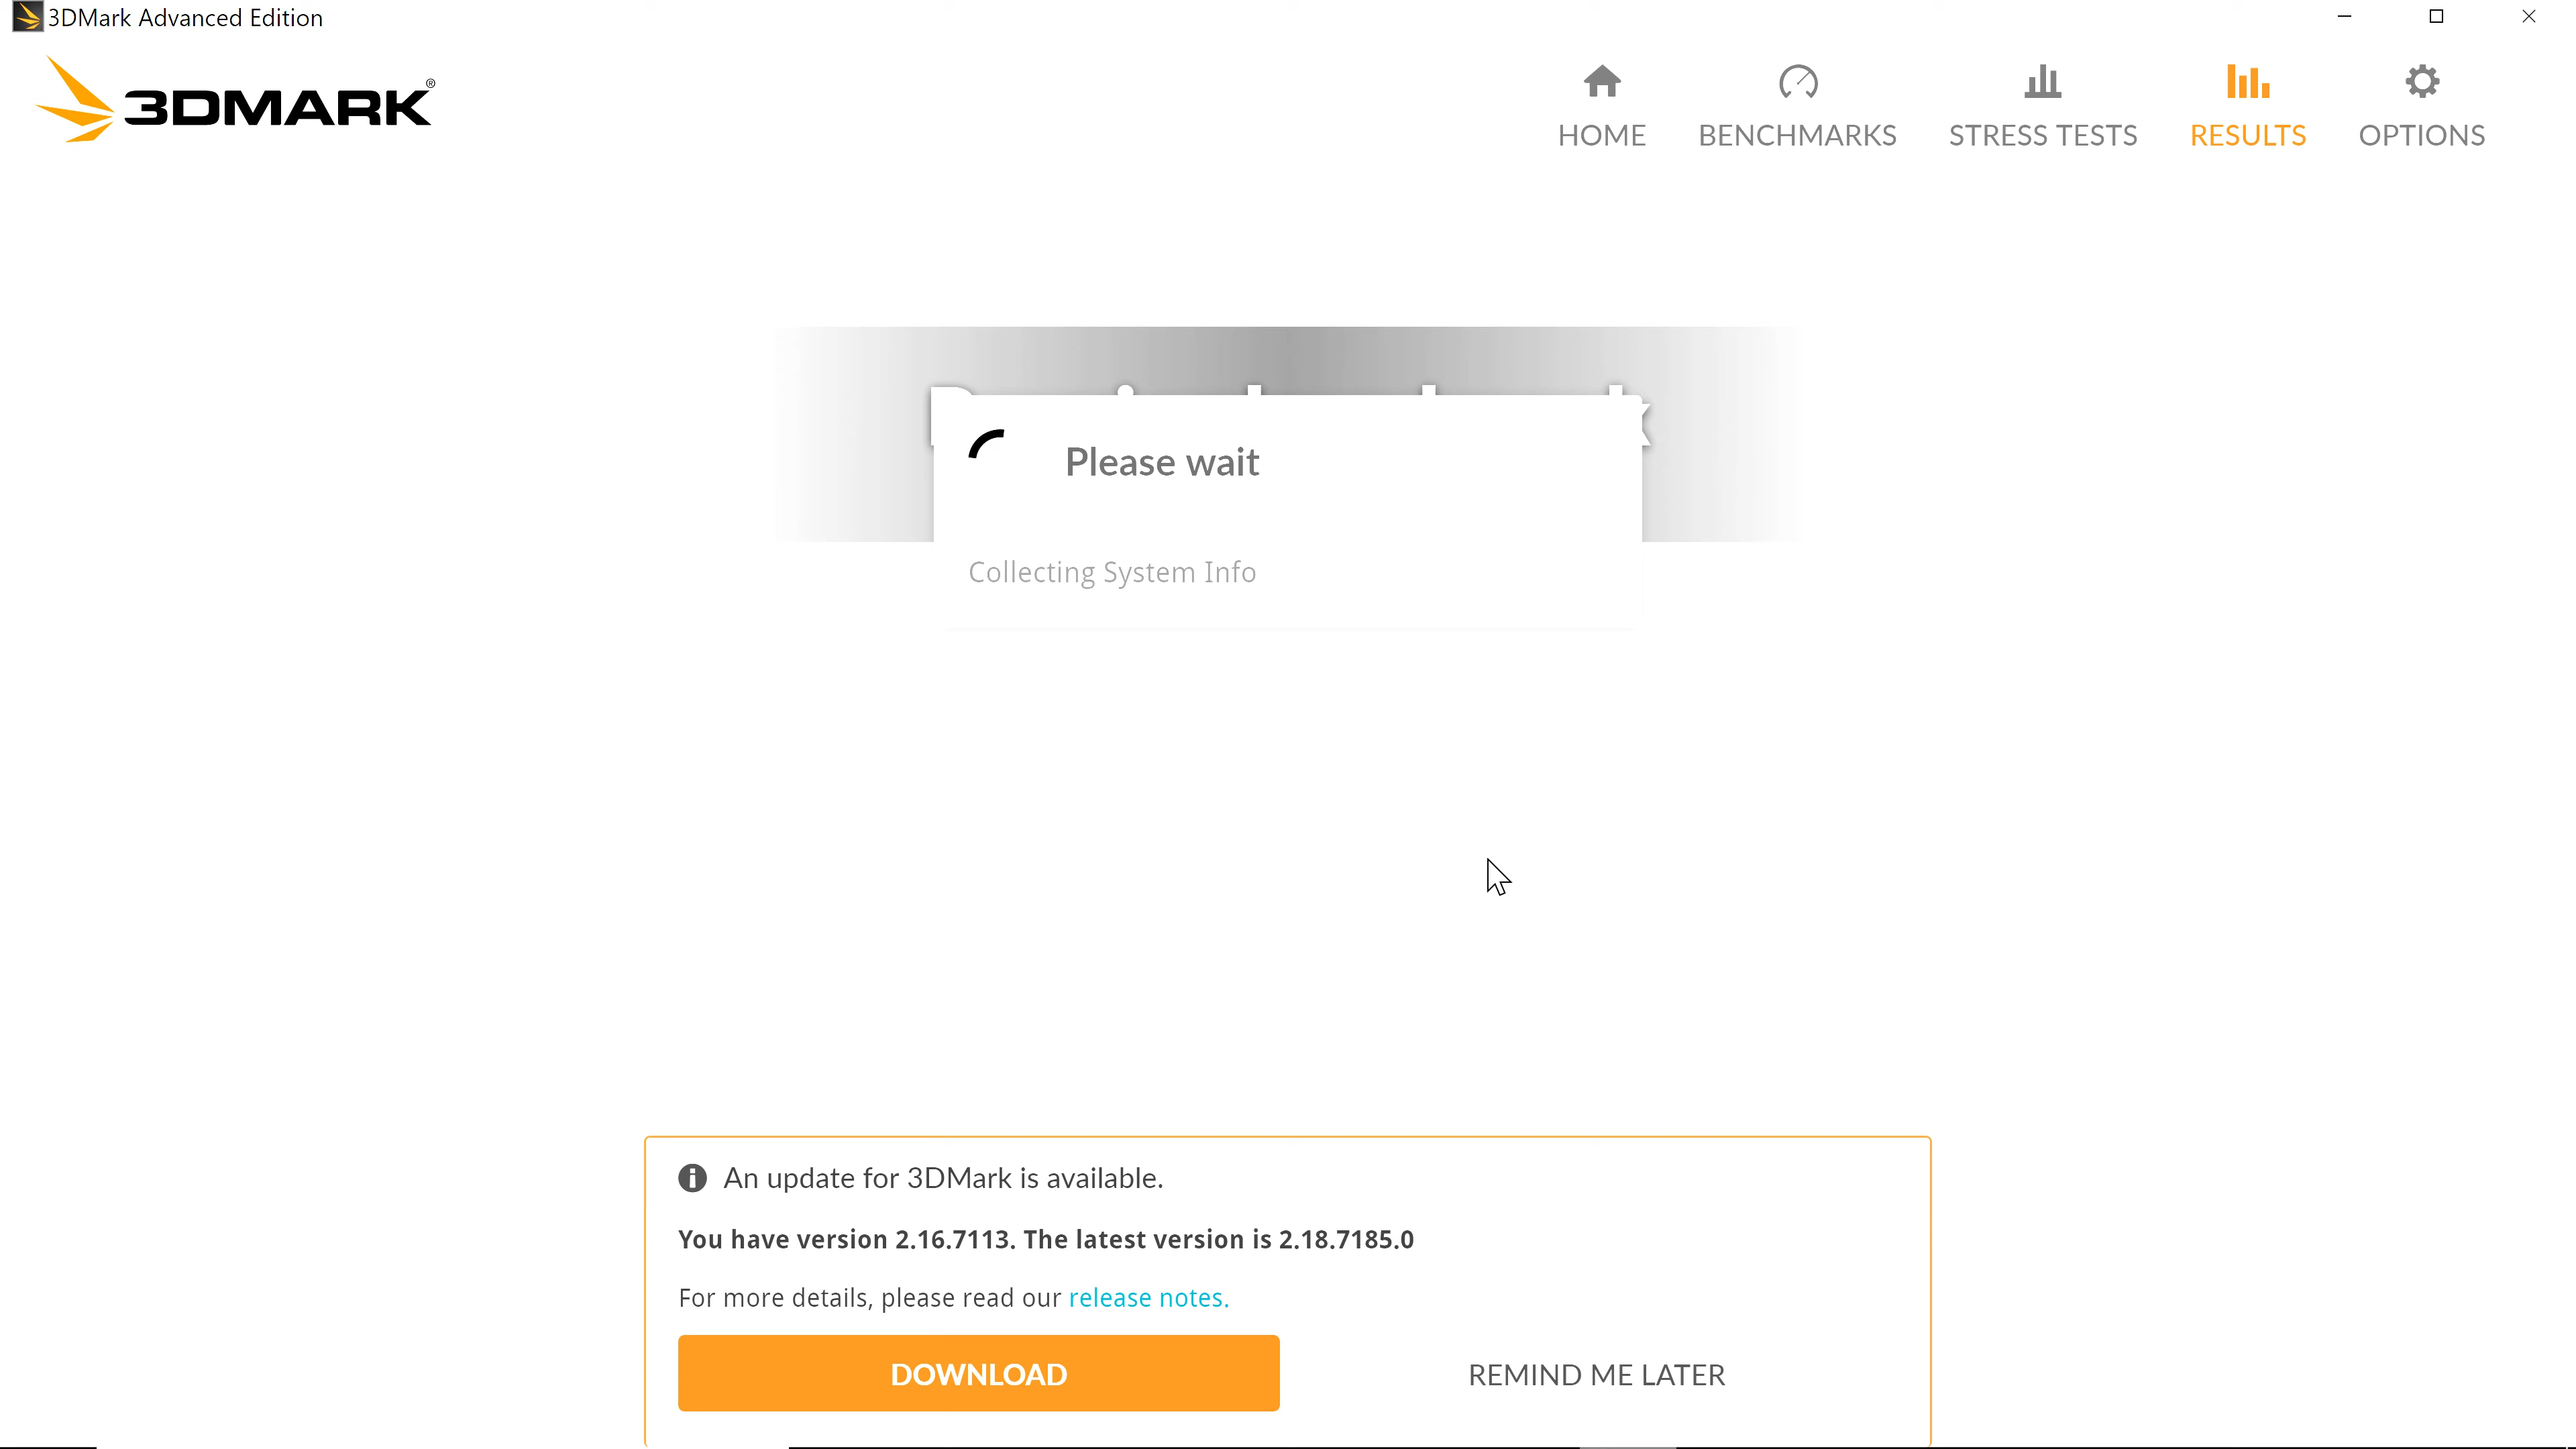 3DMark Advanced Edition
3DMARK®
HOME
BENCHMARKS
STRESS TESTS
RESULTS
OPTIONS
Please wait
Collecting System Info
An update for 3DMark is available.
You have version 2.16.7113. The latest version is 2.18.7185.0
For more details, please read our release notes.
DOWNLOAD
REMIND ME LATER